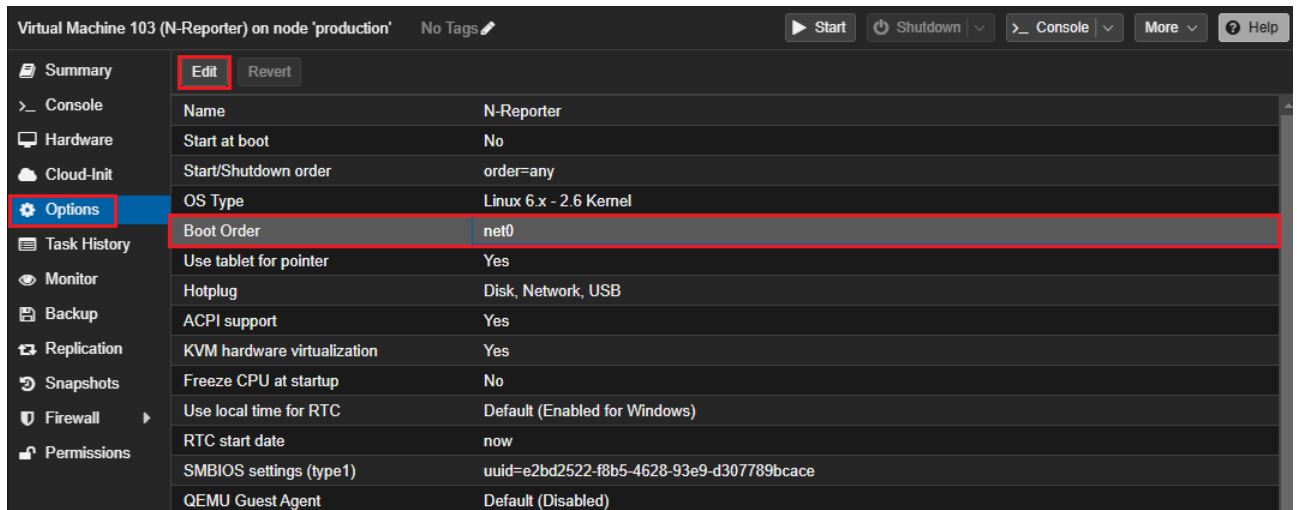 Virtual Machine 103 (N-Reporter) on node 'production' No Tags Start Shutdown >_ Console More Help
Summary
Console
Hardware
Cloud-Init
Options
Task History
Monitor
Backup
Replication
Snapshots
Firewall
Permissions
Edit Revert
Name N-Reporter
Start at boot No
Start/Shutdown order order=any
OS Type Linux 6.x - 2.6 Kernel
Boot Order net0
Use tablet for pointer Yes
Hotplug Disk, Network, USB
ACPI support Yes
KVM hardware virtualization Yes
Freeze CPU at startup No
Use local time for RTC Default (Enabled for Windows)
RTC start date now
SMBIOS settings (type1) uuid=e2bd2522-f8b5-4628-93e9-d307789bcace
QEMU Guest Agent Default (Disabled)